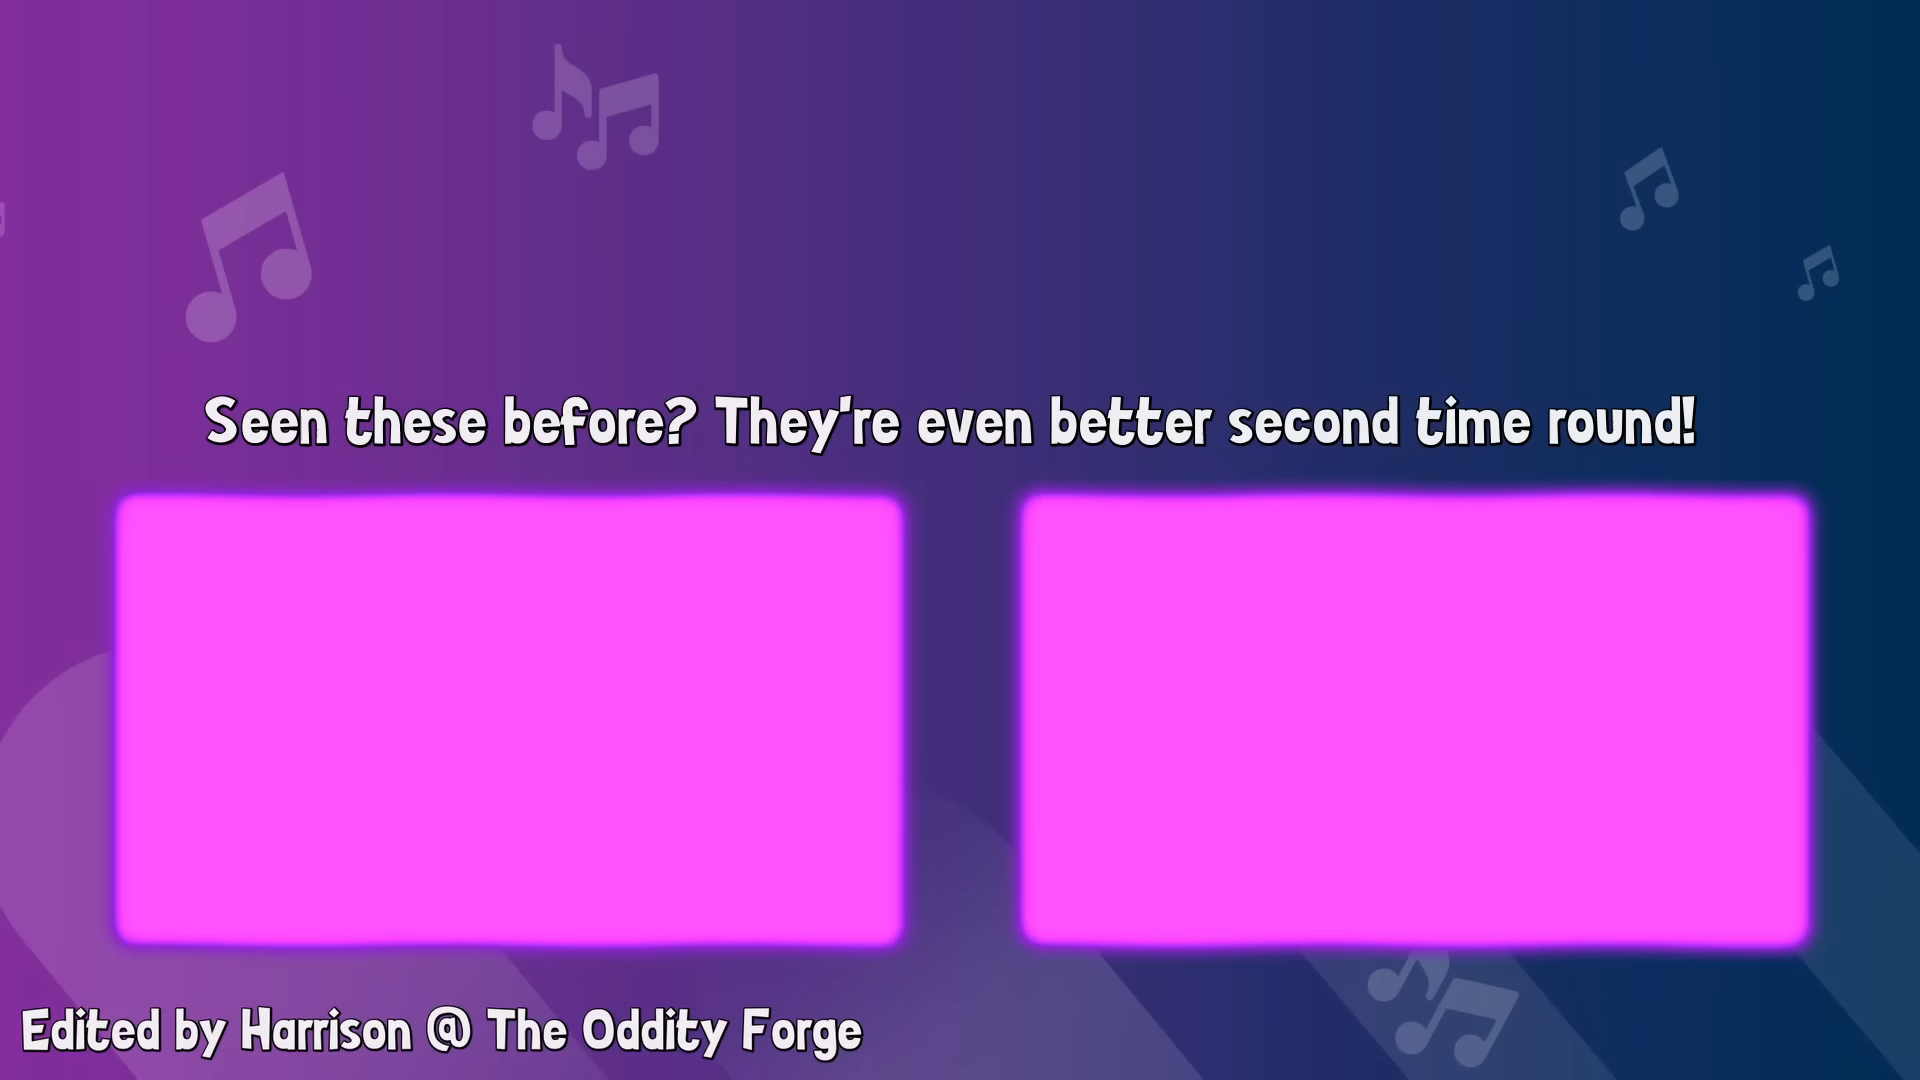 Seen these before? They're even better second time round!
Edited by Harrison @ The Oddity Forge